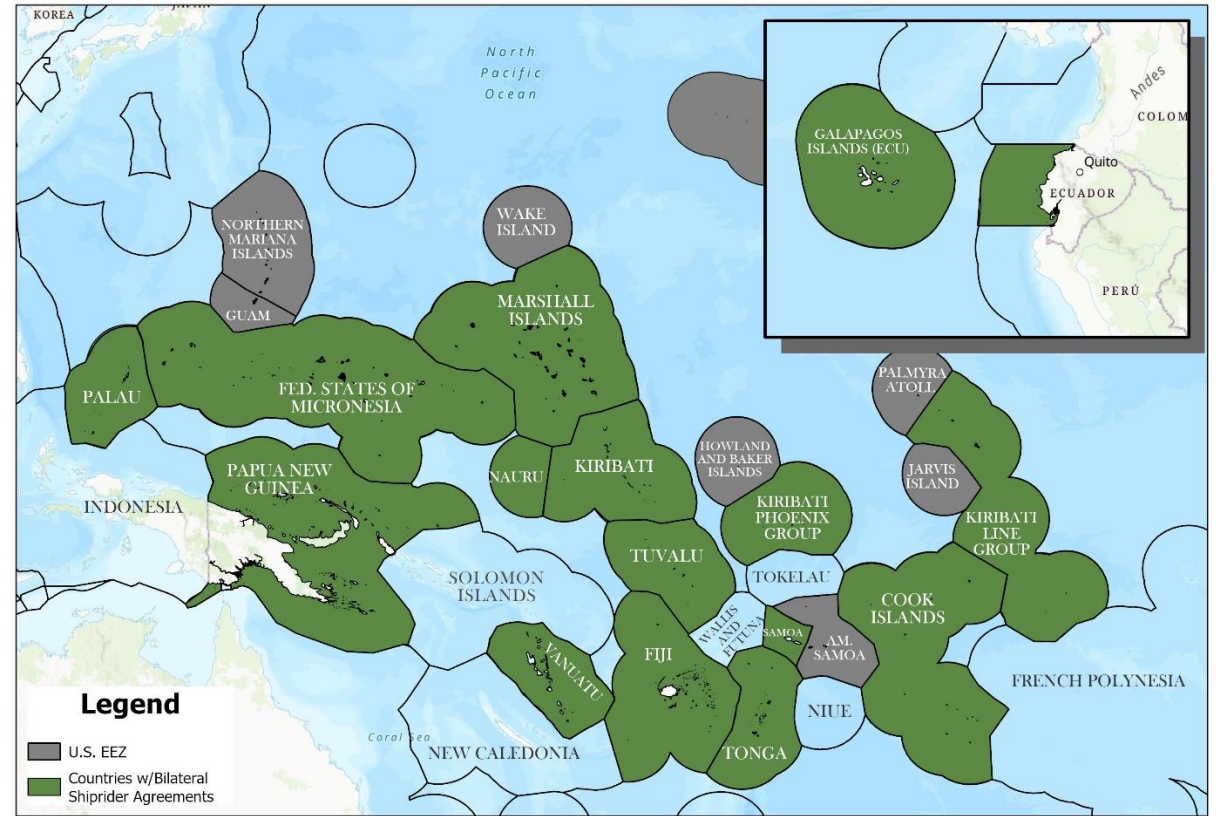 KOREA
JAPAN
North
Pacific
Ocean
GALAPAGOS
ISLANDS (ECU)
Andes
COLOM
Quito
ECUADOR
PERÚ
NORTHERN
MARIANA
ISLANDS
GUAM
WAKE
ISLAND
MARSHALL
ISLANDS
PALAU
FED. STATES OF
MICRONESIA
PALMYRA
ATOLL
HOWLAND
AND BAKER
ISLANDS
JARVIS
ISLAND
PAPUA NEW
GUINEA
NAURU
KIRIBATI
INDONESIA
KIRIBATI
PHOENIX
GROUP
KIRIBATI
LINE
GROUP
TUVALU
TOKELAU
SOLOMON
ISLANDS
COOK
ISLANDS
WALLIS
AND
FUTUNA
SAMOA
AM.
SAMOA
VANUATU
FIJI
FRENCH POLYNESIA
NIUE
TONGA
Coral Sea
NEW CALEDONIA
Legend
U.S. EEZ
Countries w/Bilateral
Shiprider Agreements